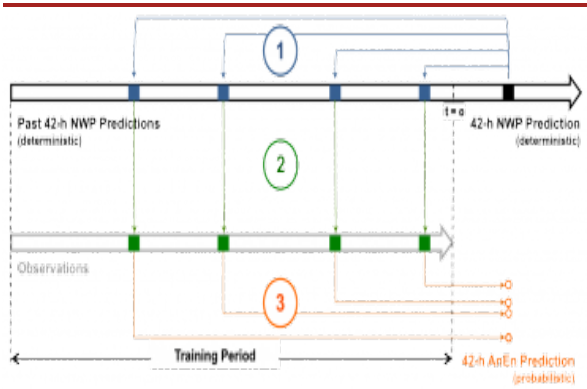 1
Past 42-h NWP Predictions
(deterministic)
t = 0
42-h NWP Prediction
(deterministic)
2
Observations
3
Training Period
42-h AnEn Prediction
(probabilistic)